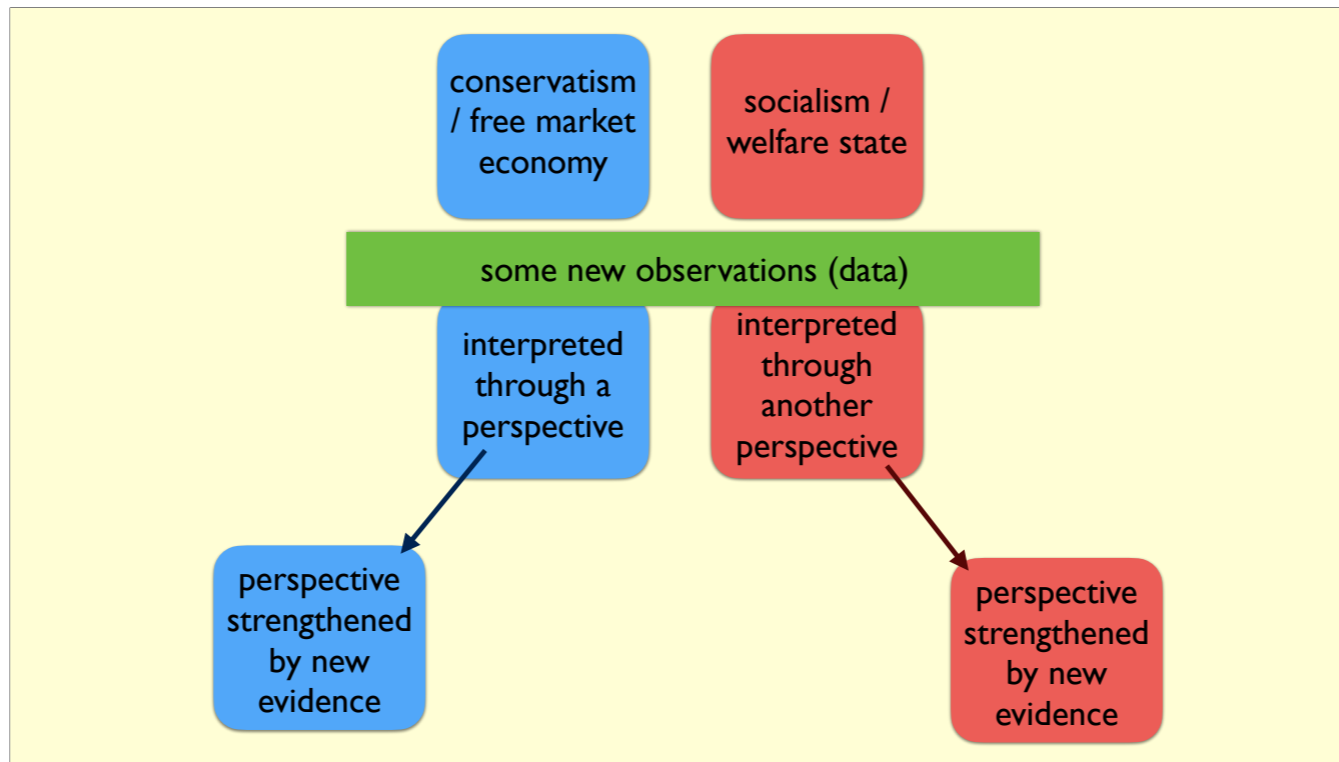 conservatism
/ free market
economy
socialism /
welfare state
some new observations (data)
interpreted
through a
perspective
interpreted
through
another
perspective
perspective
strengthened
by new
evidence
perspective
strengthened
by new
evidence